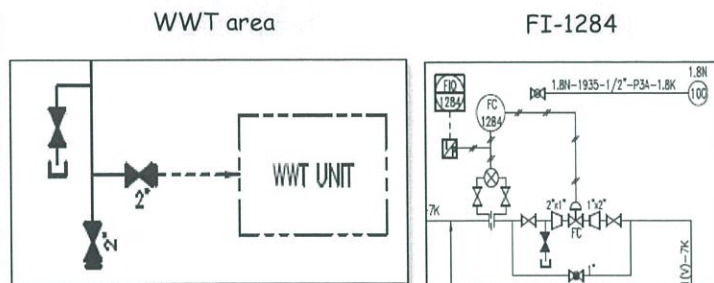 WWT area
FI-1284
WWT UNIT
2"
2"
1.8N
10G
1.8N-1935-1/2"-P3A-1.8K
FIQ
1284
FC
1284
-7K
2"x1"
1"x2"
FC
1"
(V)-7K